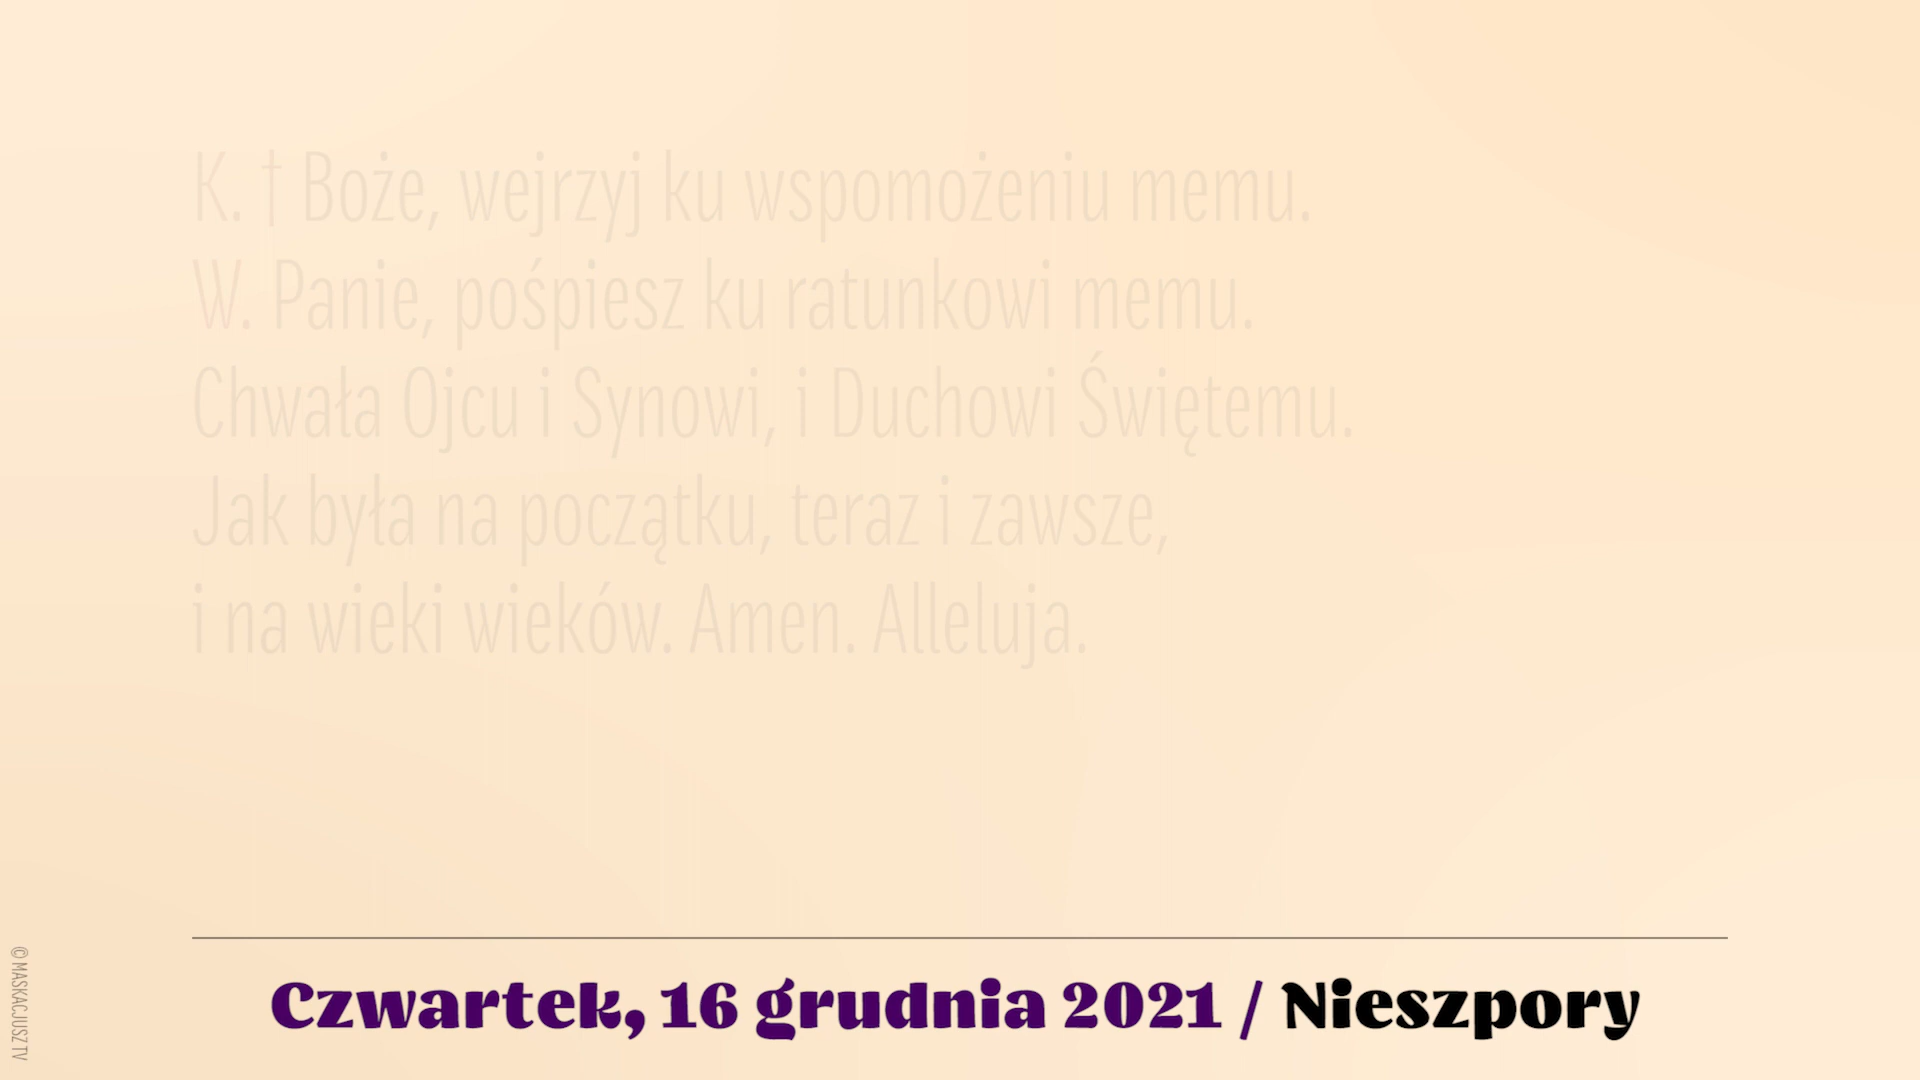 K. † Boże, wejrzyj ku wspomożeniu memu.
W. Panie, pośpiesz ku ratunkowi memu.
Chwała Ojcu i Synowi, i Duchowi Świętemu.
Jak była na początku, teraz i zawsze,
i na wieki wieków. Amen. Alleluja.
Czwartek, 16 grudnia 2021 / Nieszpory
© MASKACJUSZ TV